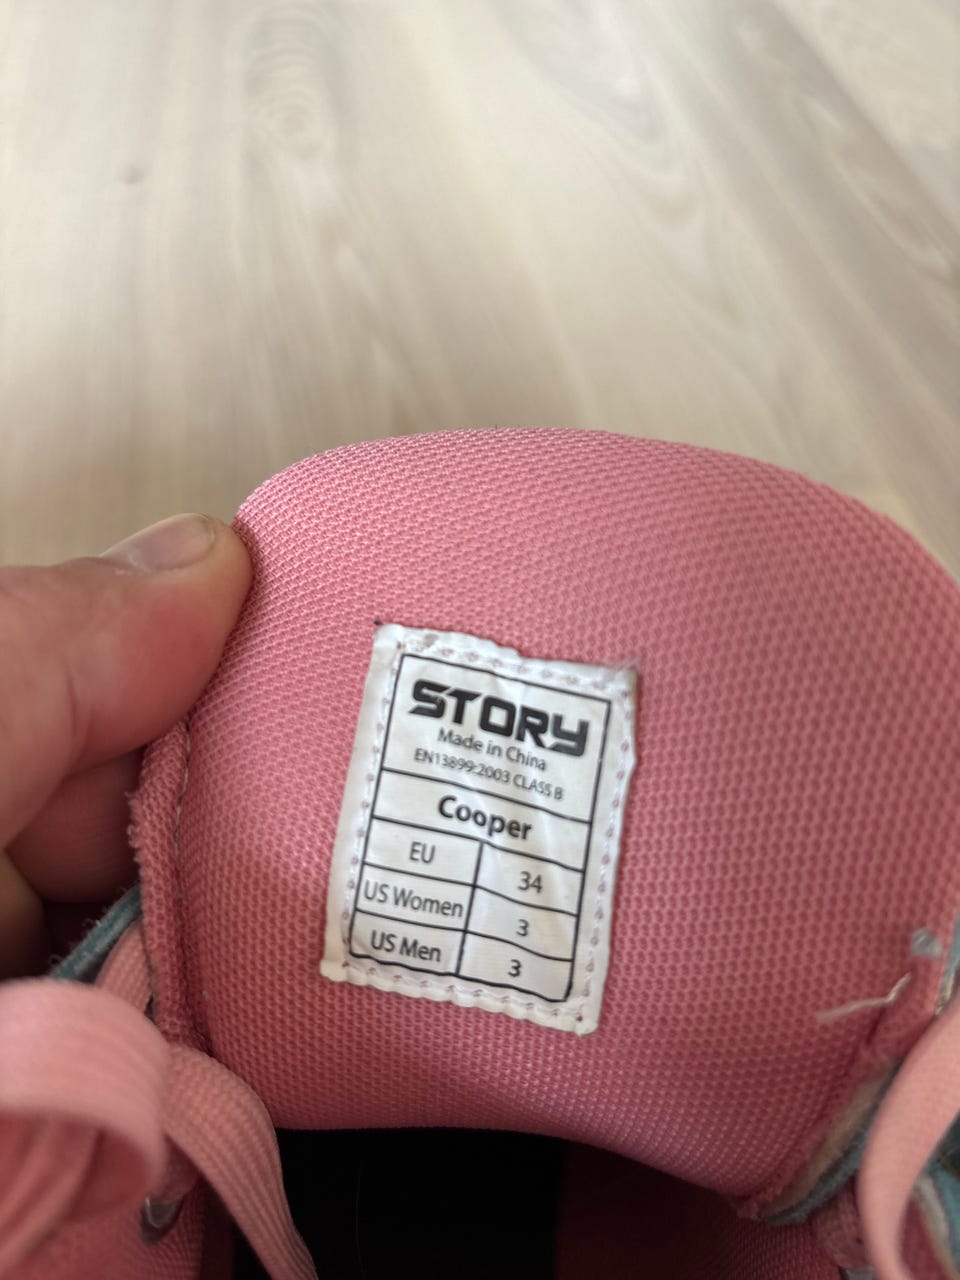 STORY
Made in China
EN13899:2003 CLASS B
Cooper
EU 34
US Women 3
US Men 3